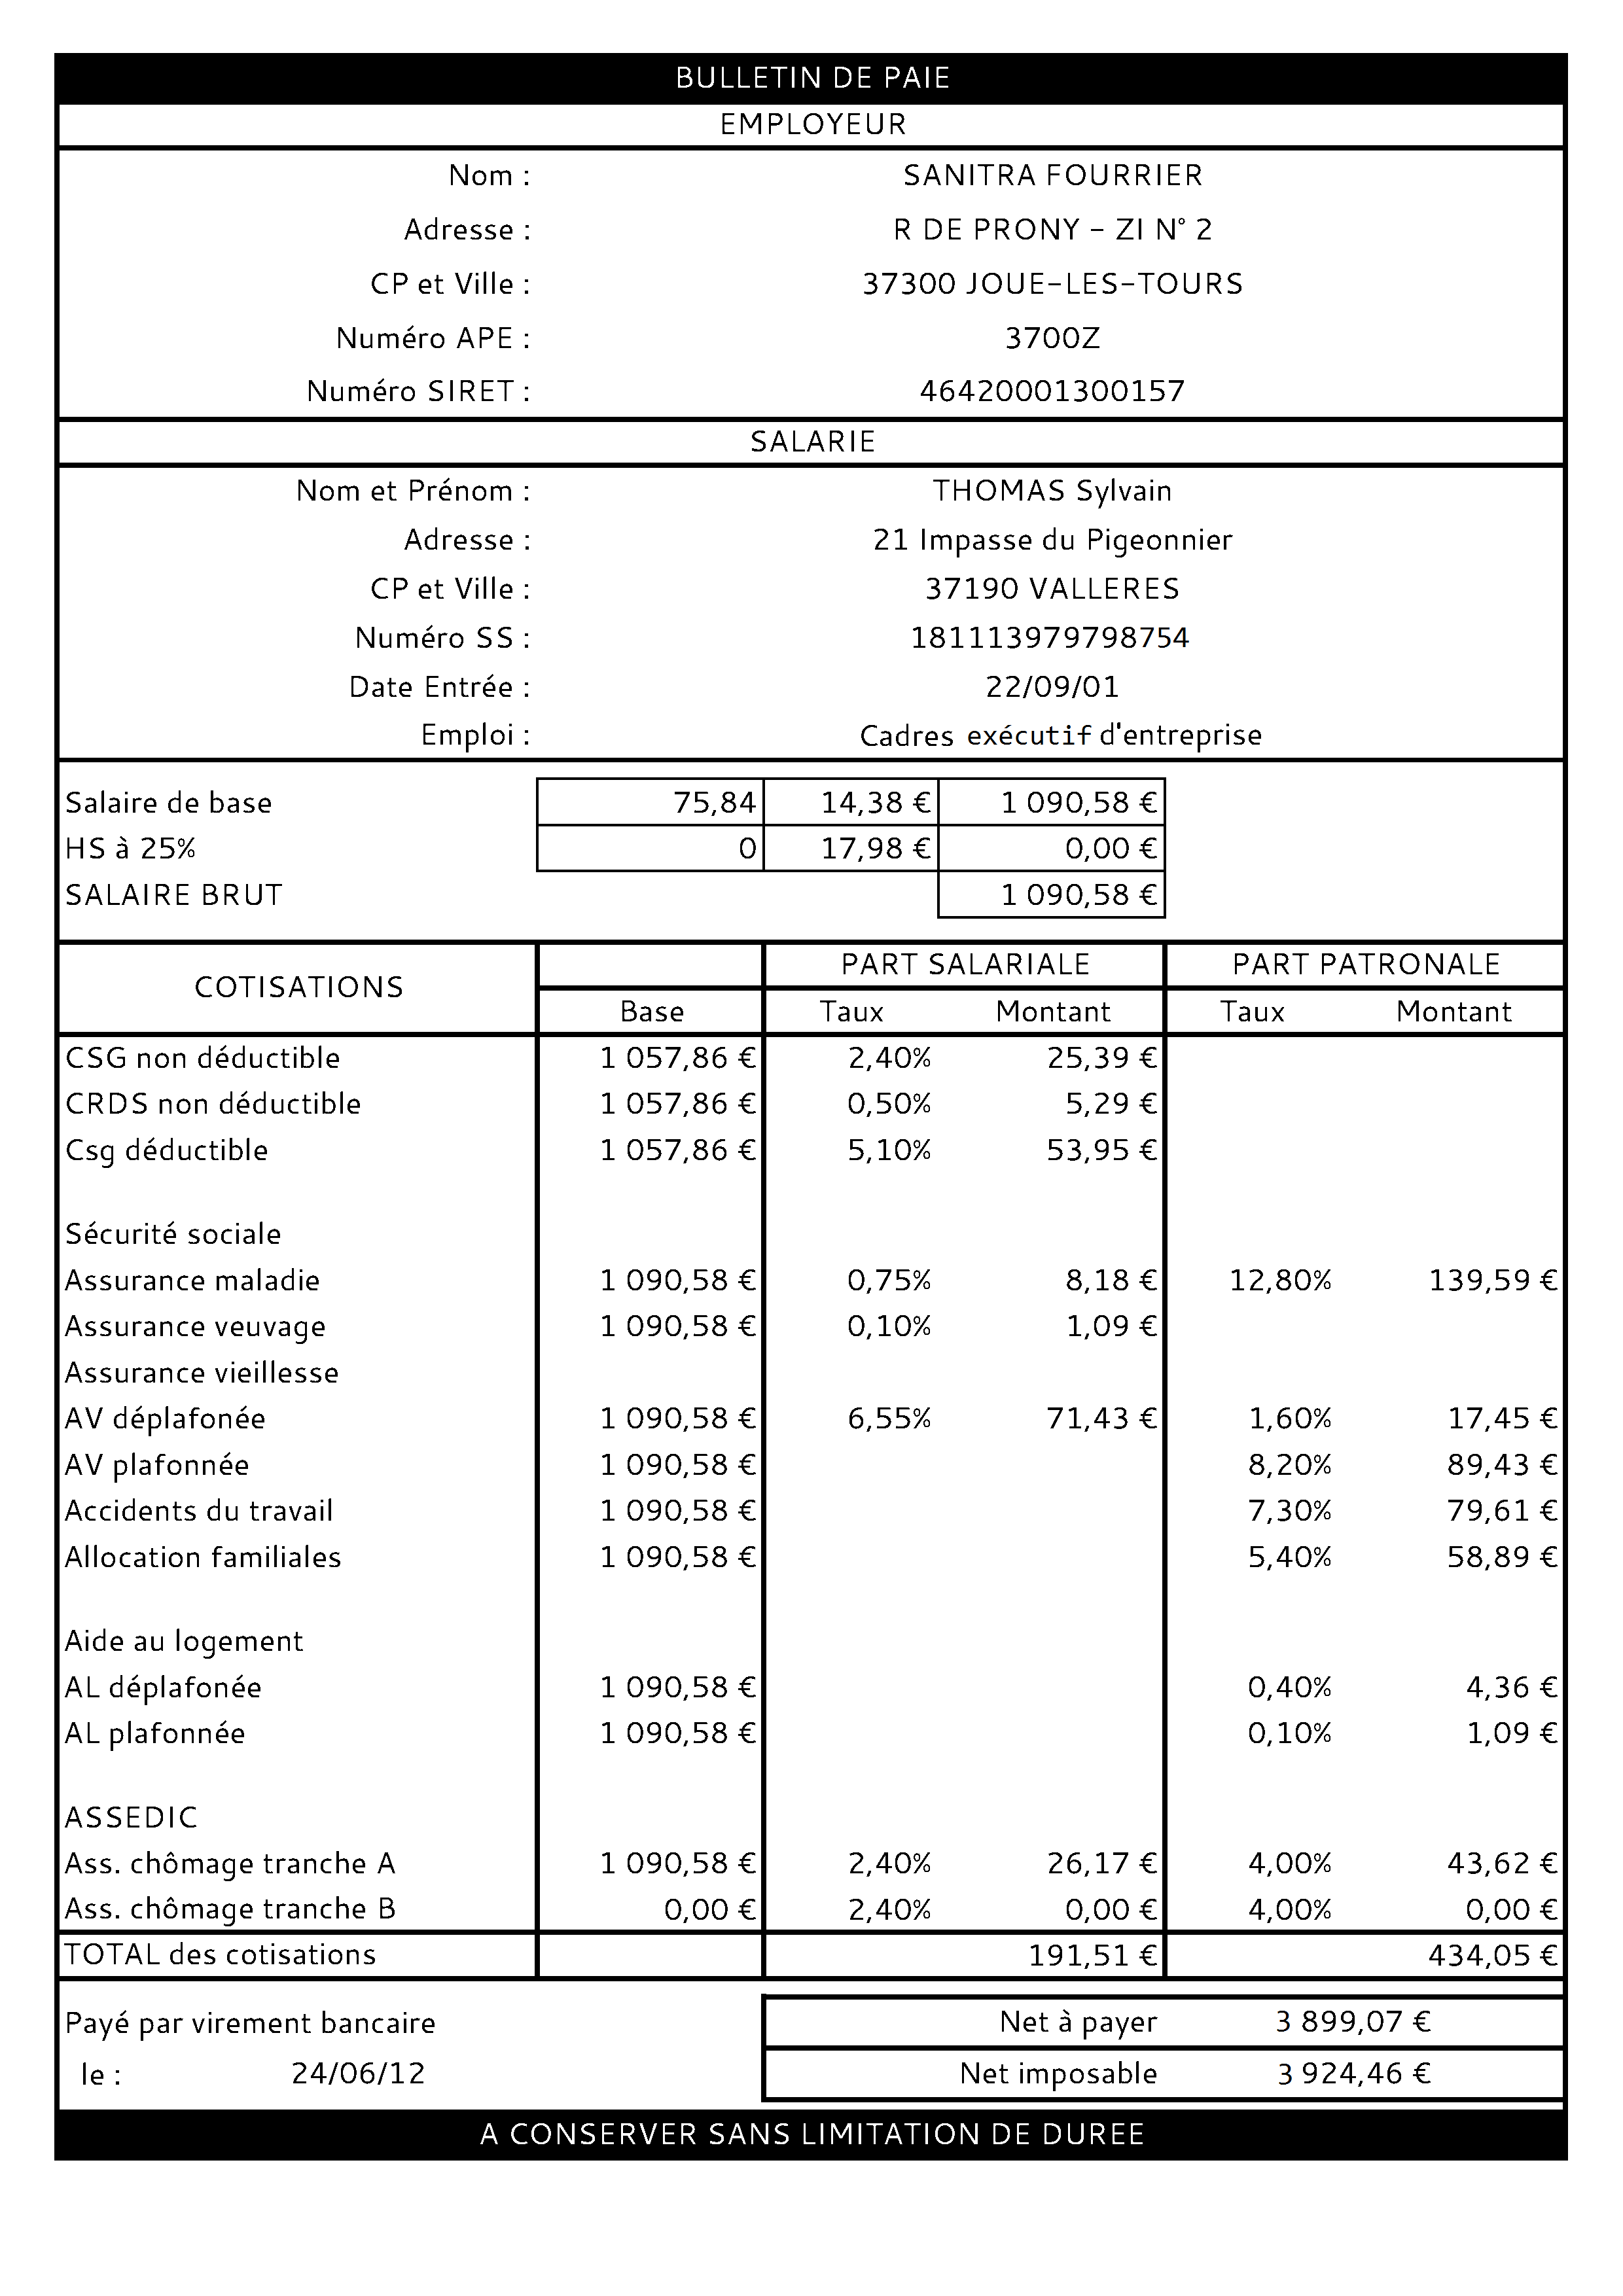 BULLETIN DE PAIE
EMPLOYEUR
Nom : SANITRA FOURRIER
Adresse : R DE PRONY - ZI N° 2
CP et Ville : 37300 JOUE-LES-TOURS
Numéro APE : 3700Z
Numéro SIRET : 46420001300157
SALARIE
Nom et Prénom : THOMAS Sylvain
Adresse : 21 Impasse du Pigeonnier
CP et Ville : 37190 VALLERES
Numéro SS : 181113979798754
Date Entrée : 22/09/01
Emploi : Cadres exécutif d'entreprise
Salaire de base 75,84 14,38 € 1 090,58 €
HS à 25% 0 17,98 € 0,00 €
SALAIRE BRUT 1 090,58 €
COTISATIONS PART SALARIALE PART PATRONALE
Base Taux Montant Taux Montant
CSG non déductible 1 057,86 € 2,40% 25,39 €
CRDS non déductible 1 057,86 € 0,50% 5,29 €
Csg déductible 1 057,86 € 5,10% 53,95 €
Sécurité sociale
Assurance maladie 1 090,58 € 0,75% 8,18 € 12,80% 139,59 €
Assurance veuvage 1 090,58 € 0,10% 1,09 €
Assurance vieillesse
AV déplafonée 1 090,58 € 6,55% 71,43 € 1,60% 17,45 €
AV plafonnée 1 090,58 € 8,20% 89,43 €
Accidents du travail 1 090,58 € 7,30% 79,61 €
Allocation familiales 1 090,58 € 5,40% 58,89 €
Aide au logement
AL déplafonée 1 090,58 € 0,40% 4,36 €
AL plafonnée 1 090,58 € 0,10% 1,09 €
ASSEDIC
Ass. chômage tranche A 1 090,58 € 2,40% 26,17 € 4,00% 43,62 €
Ass. chômage tranche B 0,00 € 2,40% 0,00 € 4,00% 0,00 €
TOTAL des cotisations 191,51 € 434,05 €
Payé par virement bancaire Net à payer 3 899,07 €
le : 24/06/12 Net imposable 3 924,46 €
A CONSERVER SANS LIMITATION DE DUREE